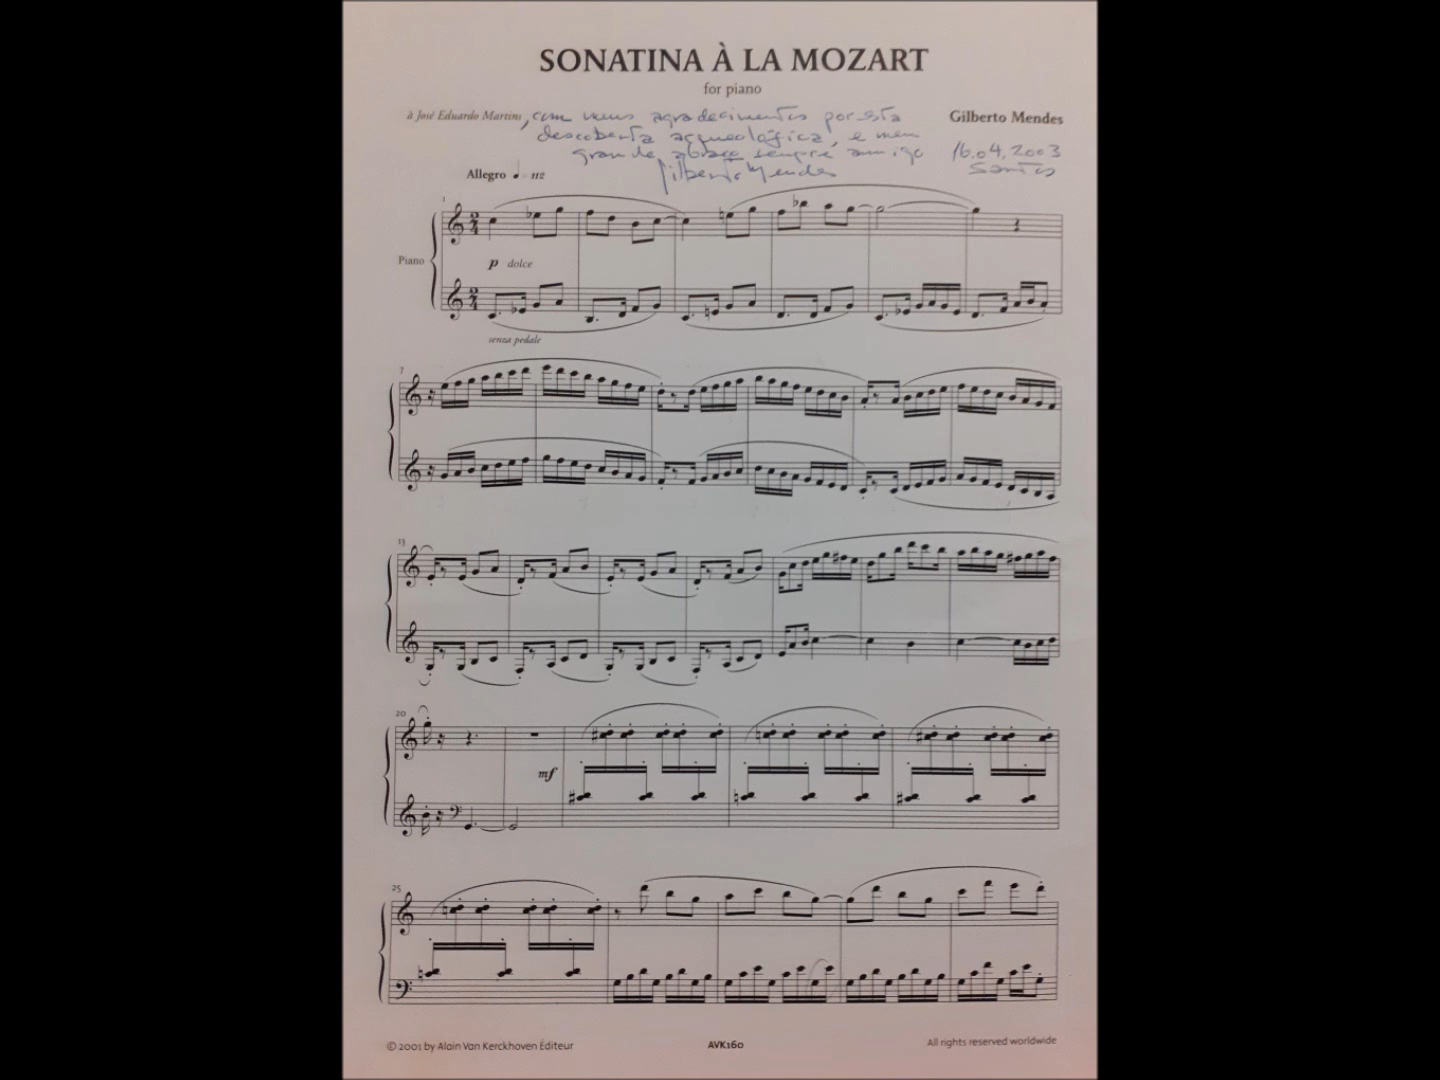 SONATINA À LA MOZART
for piano
à José Eduardo Martins, com meus agradecimentos por esta
Gilberto Mendes
descoberta arqueológica, e meu
grande abraço sempre amigo
16.04.2003
Gilberto Mendes
Santos
Allegro ♩ = 112
1
Piano
p dolce
senza pedale
7
13
20
mf
25
© 2001 by Alain Van Kerckhoven Éditeur
AVK160
All rights reserved worldwide